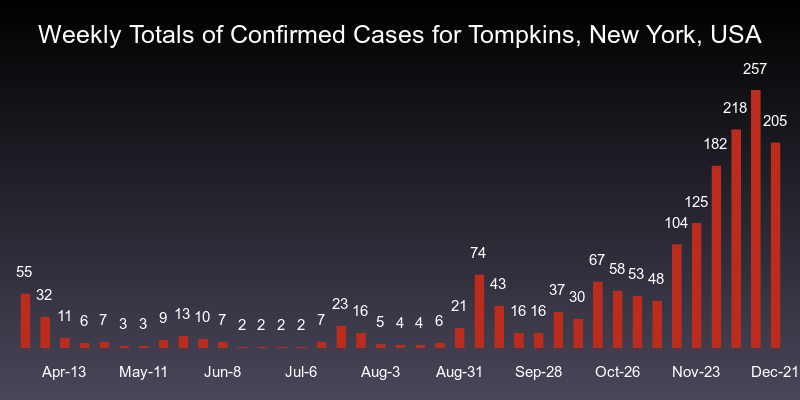 Weekly Totals of Confirmed Cases for Tompkins, New York, USA
55 32 11 6 7 3 3 9 13 10 7 2 2 2 2 7 23 16 5 4 4 6 21 74 43 16 16 37 30 67 58 53 48 104 125 182 218 257 205
Apr-13 May-11 Jun-8 Jul-6 Aug-3 Aug-31 Sep-28 Oct-26 Nov-23 Dec-21